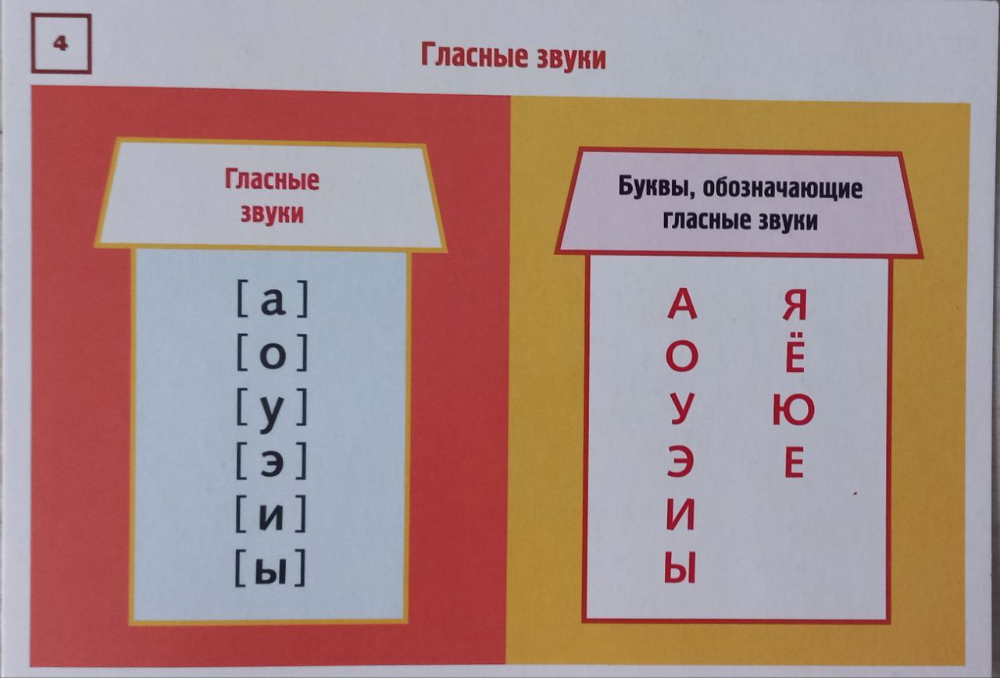 4
Гласные звуки
Гласные
звуки
[а]
[о]
[у]
[э]
[и]
[ы]
Буквы, обозначающие
гласные звуки
А Я
О Ё
У Ю
Э Е
И
Ы